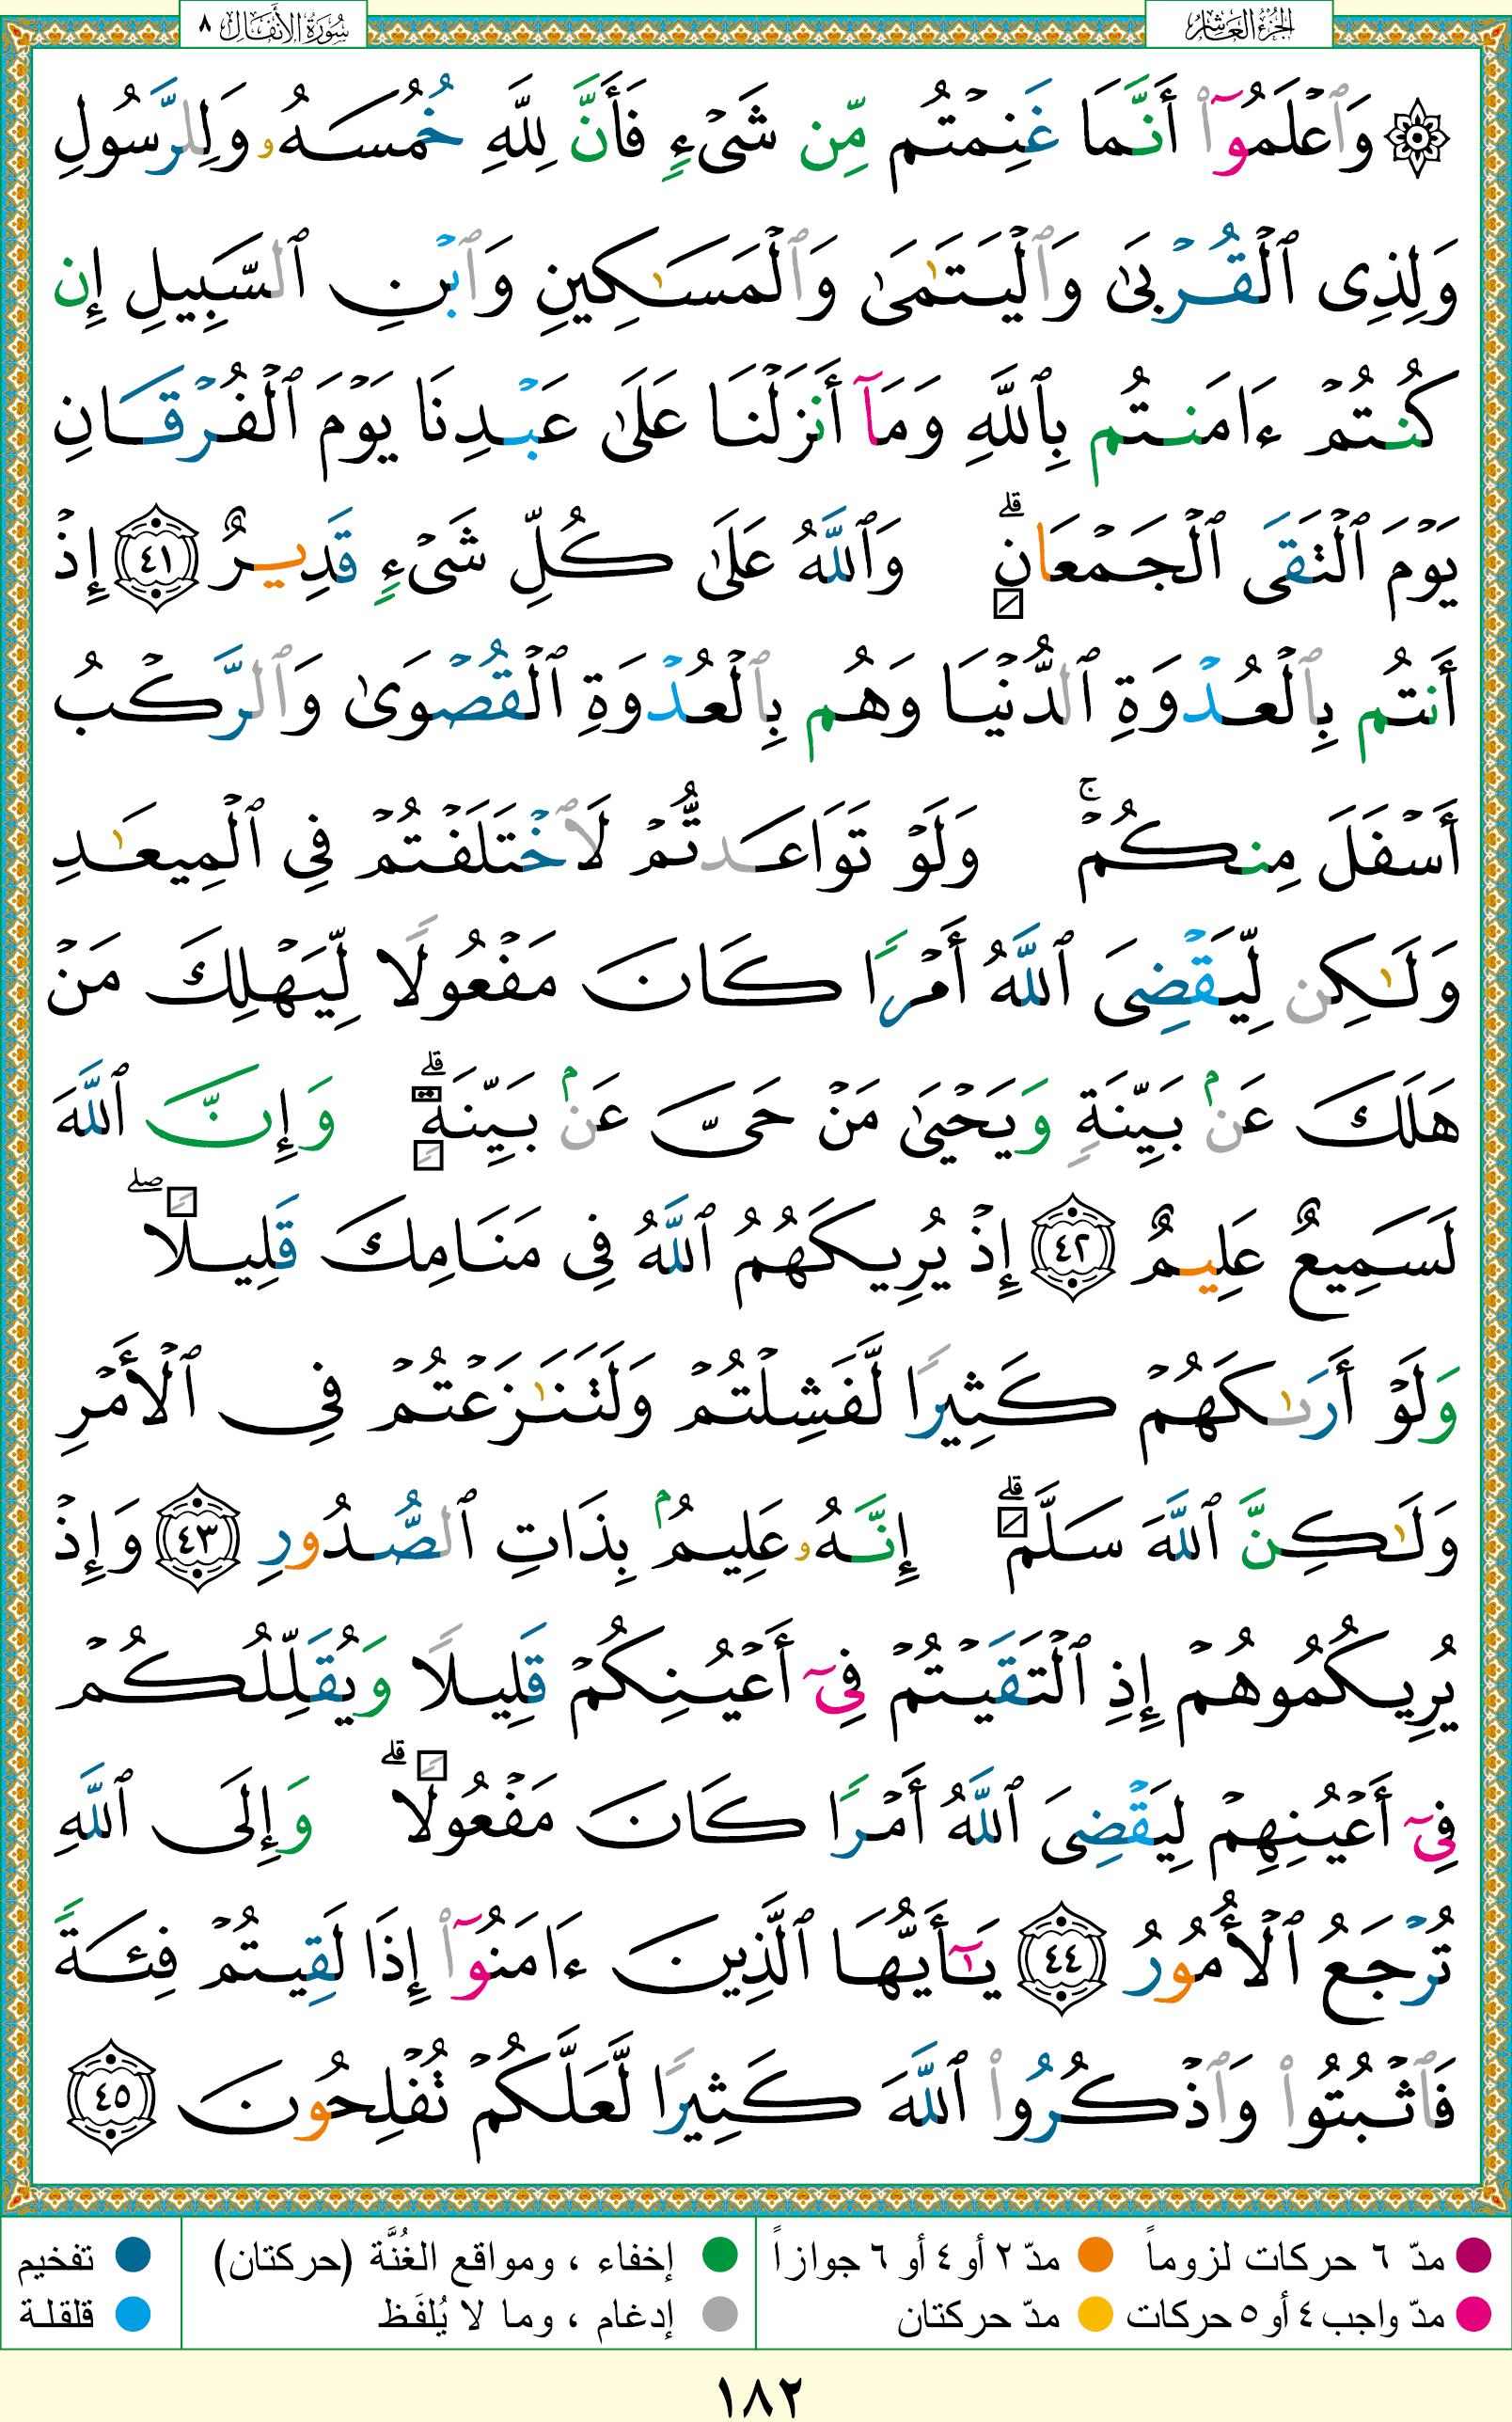 الجزء العاشر
سورة الأنفال ٨
۞ وَٱعۡلَمُوٓاْ أَنَّمَا غَنِمۡتُم مِّن شَيۡءٖ فَأَنَّ لِلَّهِ خُمُسَهُۥ وَلِلرَّسُولِ
وَلِذِي ٱلۡقُرۡبَىٰ وَٱلۡيَتَٰمَىٰ وَٱلۡمَسَٰكِينِ وَٱبۡنِ ٱلسَّبِيلِ إِن
كُنتُمۡ ءَامَنتُم بِٱللَّهِ وَمَآ أَنزَلۡنَا عَلَىٰ عَبۡدِنَا يَوۡمَ ٱلۡفُرۡقَانِ
يَوۡمَ ٱلۡتَقَى ٱلۡجَمۡعَانِۗ وَٱللَّهُ عَلَىٰ كُلِّ شَيۡءٖ قَدِيرٌ ٤١ إِذۡ
أَنتُم بِٱلۡعُدۡوَةِ ٱلدُّنۡيَا وَهُم بِٱلۡعُدۡوَةِ ٱلۡقُصۡوَىٰ وَٱلرَّكۡبُ
أَسۡفَلَ مِنكُمۡۚ وَلَوۡ تَوَاعَدتُّمۡ لَٱخۡتَلَفۡتُمۡ فِي ٱلۡمِيعَٰدِ
وَلَٰكِن لِّيَقۡضِيَ ٱللَّهُ أَمۡرٗا كَانَ مَفۡعُولٗا لِّيَهۡلِكَ مَنۡ
هَلَكَ عَنۢ بَيِّنَةٖ وَيَحۡيَىٰ مَنۡ حَيَّ عَنۢ بَيِّنَةٖۗ وَإِنَّ ٱللَّهَ
لَسَمِيعٌ عَلِيمٌ ٤٢ إِذۡ يُرِيكَهُمُ ٱللَّهُ فِي مَنَامِكَ قَلِيلٗاۖ
وَلَوۡ أَرَىٰكَهُمۡ كَثِيرٗا لَّفَشِلۡتُمۡ وَلَتَنَٰزَعۡتُمۡ فِي ٱلۡأَمۡرِ
وَلَٰكِنَّ ٱللَّهَ سَلَّمَۗ إِنَّهُۥ عَلِيمُۢ بِذَاتِ ٱلصُّدُورِ ٤٣ وَإِذۡ
يُرِيكُمُوهُمۡ إِذِ ٱلۡتَقَيۡتُمۡ فِيٓ أَعۡيُنِكُمۡ قَلِيلٗا وَيُقَلِّلُكُمۡ
فِيٓ أَعۡيُنِهِمۡ لِيَقۡضِيَ ٱللَّهُ أَمۡرٗا كَانَ مَفۡعُولٗاۗ وَإِلَى ٱللَّهِ
تُرۡجَعُ ٱلۡأُمُورُ ٤٤ يَٰٓأَيُّهَا ٱلَّذِينَ ءَامَنُوٓاْ إِذَا لَقِيتُمۡ فِئَةٗ
فَٱثۡبُتُواْ وَٱذۡكُرُواْ ٱللَّهَ كَثِيرٗا لَّعَلَّكُمۡ تُفۡلِحُونَ ٤٥
مدّ ٦ حركات لزوماً مدّ ٢ أو ٤ أو ٦ جوازاً إخفاء ، ومواقع الغُنَّة (حركتان) تفخيم
مدّ واجب ٤ أو ٥ حركات مدّ حركتان إدغام ، وما لا يُلفَظ قلقلة
١٨٢